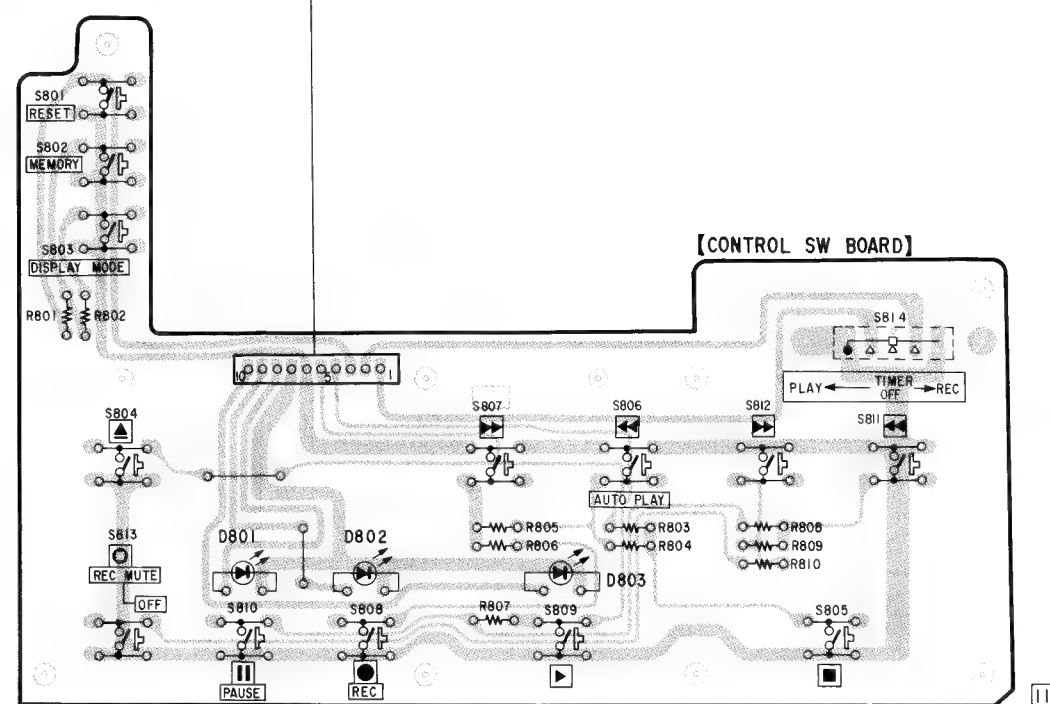 S801
RESET
S802
MEMORY
S803
DISPLAY MODE
R801
R802
[CONTROL SW BOARD]
S814
10
5
1
PLAY ← TIMER OFF → REC
S804
S807
S806
S812
S811
AUTO PLAY
R805
R806
R803
R804
R808
R809
R810
S813
REC MUTE
OFF
D801
D802
D803
S810
S808
R807
S809
S805
PAUSE
REC
11